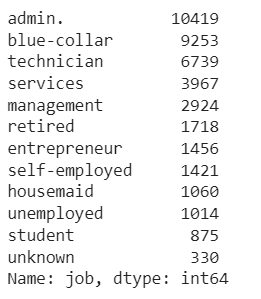 admin. 10419
blue-collar 9253
technician 6739
services 3967
management 2924
retired 1718
entrepreneur 1456
self-employed 1421
housemaid 1060
unemployed 1014
student 875
unknown 330
Name: job, dtype: int64